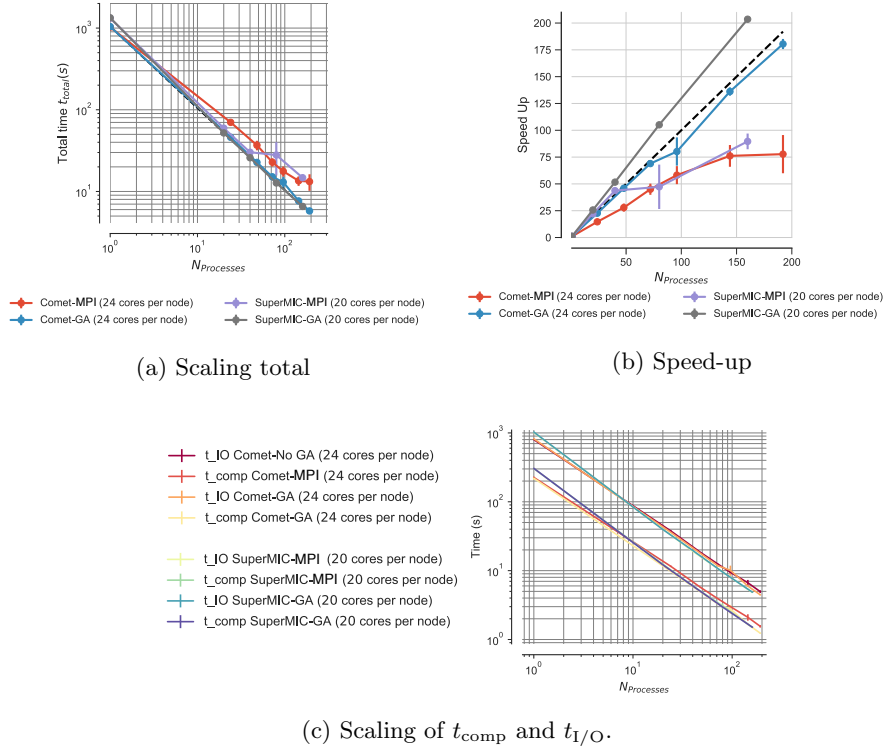 10³
10²
10¹
Total time t_total(s)
10⁰
10¹
10²
N_Processes
Comet-MPI (24 cores per node)
Comet-GA (24 cores per node)
SuperMIC-MPI (20 cores per node)
SuperMIC-GA (20 cores per node)
(a) Scaling total
200
175
150
125
100
75
50
25
0
Speed Up
50
100
150
200
N_Processes
Comet-MPI (24 cores per node)
Comet-GA (24 cores per node)
SuperMIC-MPI (20 cores per node)
SuperMIC-GA (20 cores per node)
(b) Speed-up
t_IO Comet-No GA (24 cores per node)
t_comp Comet-MPI (24 cores per node)
t_IO Comet-GA (24 cores per node)
t_comp Comet-GA (24 cores per node)
t_IO SuperMIC-MPI (20 cores per node)
t_comp SuperMIC-MPI (20 cores per node)
t_IO SuperMIC-GA (20 cores per node)
t_comp SuperMIC-GA (20 cores per node)
10³
10²
10¹
10⁰
Time (s)
10⁰
10¹
10²
N_Processes
(c) Scaling of t_comp and t_I/O.